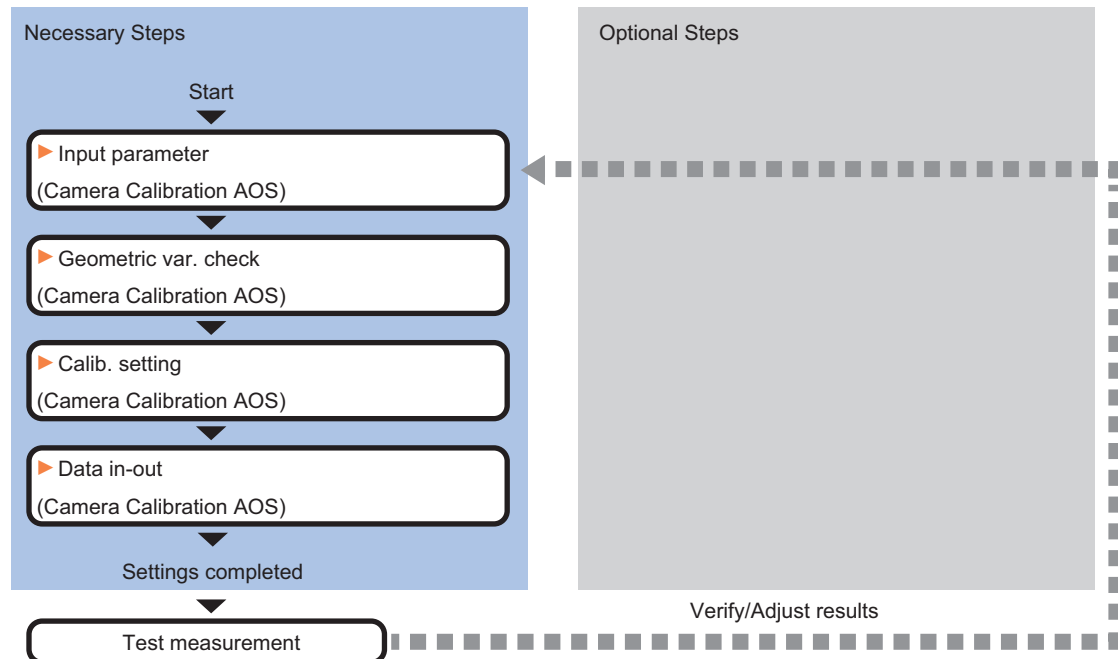 Necessary Steps
Optional Steps
Start
Input parameter
(Camera Calibration AOS)
Geometric var. check
(Camera Calibration AOS)
Calib. setting
(Camera Calibration AOS)
Data in-out
(Camera Calibration AOS)
Settings completed
Verify/Adjust results
Test measurement